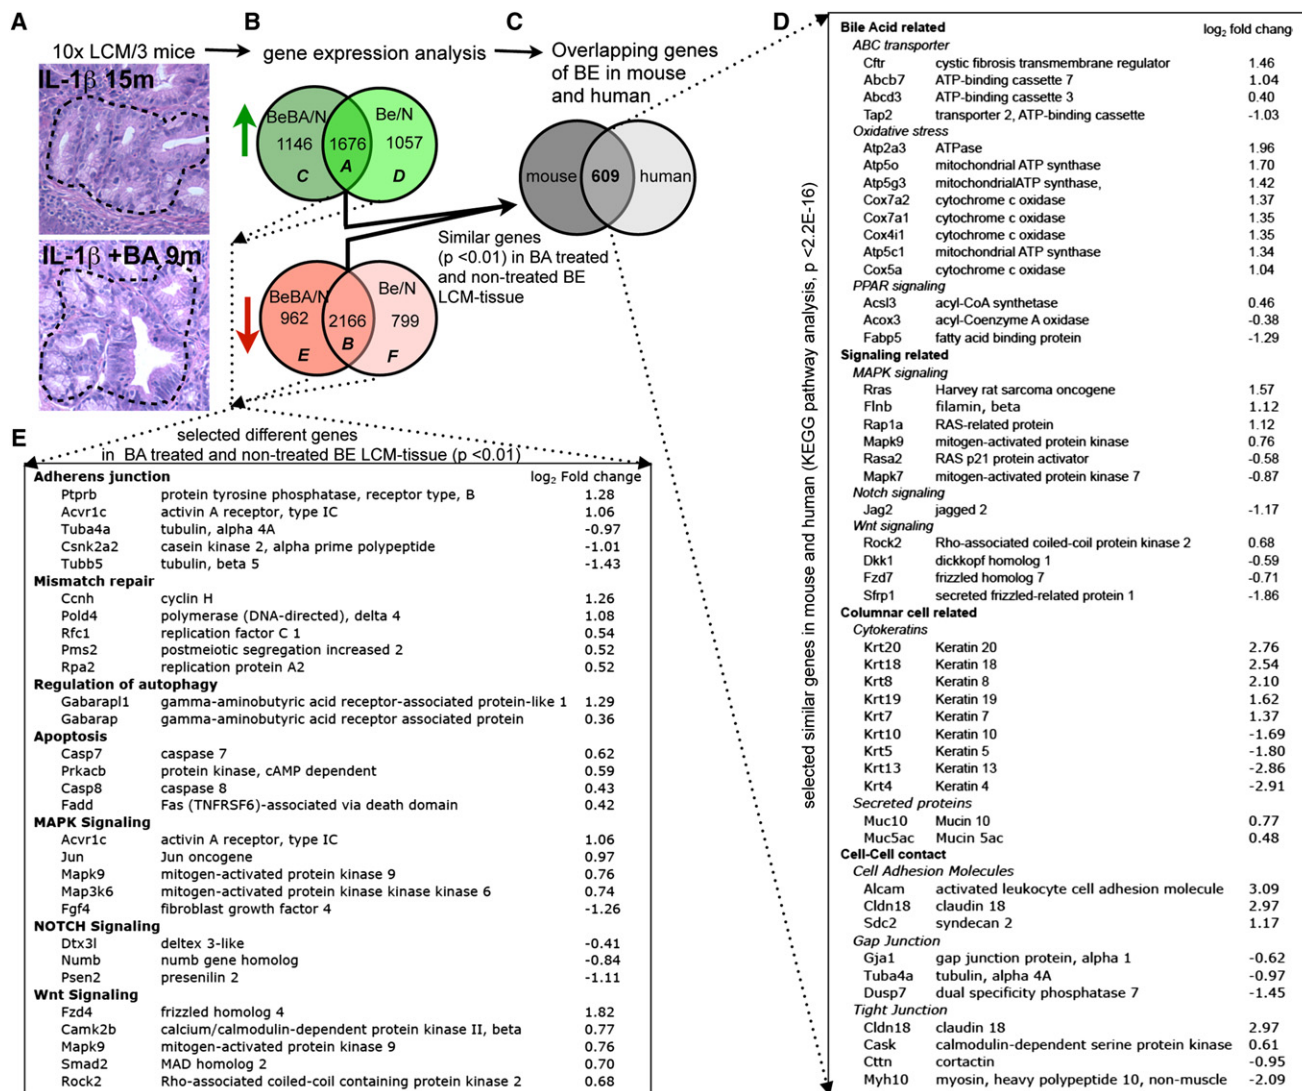 A
10x LCM/3 mice
IL-1β 15m
IL-1β +BA 9m
B
gene expression analysis
BeBA/N
Be/N
1146
1676
1057
C
A
D
BeBA/N
Be/N
962
2166
799
E
B
F
C
Overlapping genes
of BE in mouse
and human
mouse
609
human
Similar genes
(p <0.01) in BA treated
and non-treated BE
LCM-tissue
D
selected similar genes in mouse and human (KEGG pathway analysis, p <2.2E-16)
Bile Acid related log2 fold change
ABC transporter
Cftr cystic fibrosis transmembrane regulator 1.46
Abcb7 ATP-binding cassette 7 1.04
Abcd3 ATP-binding cassette 3 0.40
Tap2 transporter 2, ATP-binding cassette -1.03
Oxidative stress
Atp2a3 ATPase 1.96
Atp5o mitochondrial ATP synthase 1.70
Atp5g3 mitochondrialATP synthase, 1.42
Cox7a2 cytochrome c oxidase 1.37
Cox7a1 cytochrome c oxidase 1.35
Cox4i1 cytochrome c oxidase 1.35
Atp5c1 mitochondrial ATP synthase 1.34
Cox5a cytochrome c oxidase 1.04
PPAR signaling
Acsl3 acyl-CoA synthetase 0.46
Acox3 acyl-Coenzyme A oxidase -0.38
Fabp5 fatty acid binding protein -1.29
Signaling related
MAPK signaling
Rras Harvey rat sarcoma oncogene 1.57
Flnb filamin, beta 1.12
Rap1a RAS-related protein 1.12
Mapk9 mitogen-activated protein kinase 0.76
Rasa2 RAS p21 protein activator -0.58
Mapk7 mitogen-activated protein kinase 7 -0.87
Notch signaling
Jag2 jagged 2 -1.17
Wnt signaling
Rock2 Rho-associated coiled-coil protein kinase 2 0.68
Dkk1 dickkopf homolog 1 -0.59
Fzd7 frizzled homolog 7 -0.71
Sfrp1 secreted frizzled-related protein 1 -1.86
Columnar cell related
Cytokeratins
Krt20 Keratin 20 2.76
Krt18 Keratin 18 2.54
Krt8 Keratin 8 2.10
Krt19 Keratin 19 1.62
Krt7 Keratin 7 1.37
Krt10 Keratin 10 -1.69
Krt5 Keratin 5 -1.80
Krt13 Keratin 13 -2.86
Krt4 Keratin 4 -2.91
Secreted proteins
Muc10 Mucin 10 0.77
Muc5ac Mucin 5ac 0.48
Cell-Cell contact
Cell Adhesion Molecules
Alcam activated leukocyte cell adhesion molecule 3.09
Cldn18 claudin 18 2.97
Sdc2 syndecan 2 1.17
Gap Junction
Gja1 gap junction protein, alpha 1 -0.62
Tuba4a tubulin, alpha 4A -0.97
Dusp7 dual specificity phosphatase 7 -1.45
Tight Junction
Cldn18 claudin 18 2.97
Cask calmodulin-dependent serine protein kinase 0.61
Cttn cortactin -0.95
Myh10 myosin, heavy polypeptide 10, non-muscle -2.09
E
selected different genes
in BA treated and non-treated BE LCM-tissue (p <0.01)
Adherens junction log2 Fold change
Ptprb protein tyrosine phosphatase, receptor type, B 1.28
Acvr1c activin A receptor, type IC 1.06
Tuba4a tubulin, alpha 4A -0.97
Csnk2a2 casein kinase 2, alpha prime polypeptide -1.01
Tubb5 tubulin, beta 5 -1.43
Mismatch repair
Ccnh cyclin H 1.26
Pold4 polymerase (DNA-directed), delta 4 1.08
Rfc1 replication factor C 1 0.54
Pms2 postmeiotic segregation increased 2 0.52
Rpa2 replication protein A2 0.52
Regulation of autophagy
Gabarapl1 gamma-aminobutyric acid receptor-associated protein-like 1 1.29
Gabarap gamma-aminobutyric acid receptor associated protein 0.36
Apoptosis
Casp7 caspase 7 0.62
Prkacb protein kinase, cAMP dependent 0.59
Casp8 caspase 8 0.43
Fadd Fas (TNFRSF6)-associated via death domain 0.42
MAPK Signaling
Acvr1c activin A receptor, type IC 1.06
Jun Jun oncogene 0.97
Mapk9 mitogen-activated protein kinase 9 0.76
Map3k6 mitogen-activated protein kinase kinase kinase 6 0.74
Fgf4 fibroblast growth factor 4 -1.26
NOTCH Signaling
Dtx3l deltex 3-like -0.41
Numb numb gene homolog -0.84
Psen2 presenilin 2 -1.11
Wnt Signaling
Fzd4 frizzled homolog 4 1.82
Camk2b calcium/calmodulin-dependent protein kinase II, beta 0.77
Mapk9 mitogen-activated protein kinase 9 0.76
Smad2 MAD homolog 2 0.70
Rock2 Rho-associated coiled-coil containing protein kinase 2 0.68